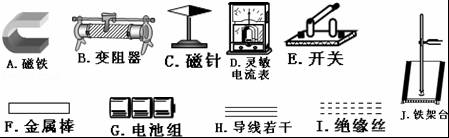 A.磁铁
B.变阻器
C.磁针
D.灵敏
电流表
E.开关
F.金属棒
G.电池组
H.导线若干
I.绝缘丝
J.铁架台